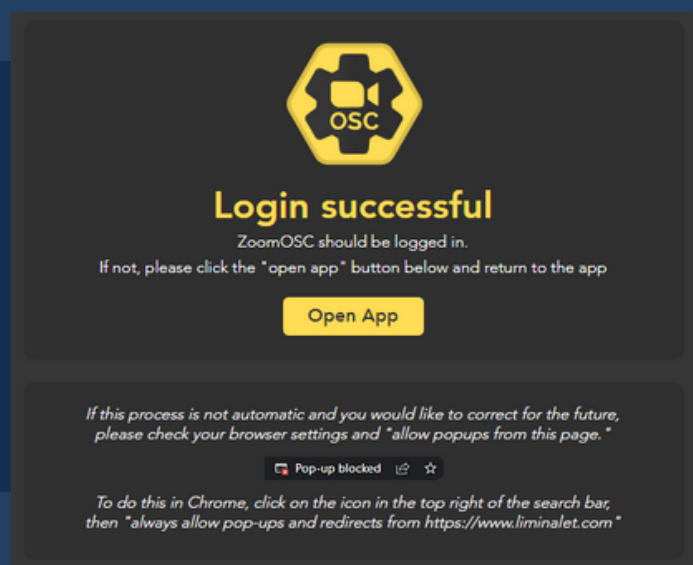 OSC
Login successful
ZoomOSC should be logged in.
If not, please click the "open app" button below and return to the app
Open App
If this process is not automatic and you would like to correct for the future,
please check your browser settings and "allow popups from this page."
Pop-up blocked
To do this in Chrome, click on the icon in the top right of the search bar,
then "always allow pop-ups and redirects from https://www.liminalet.com"